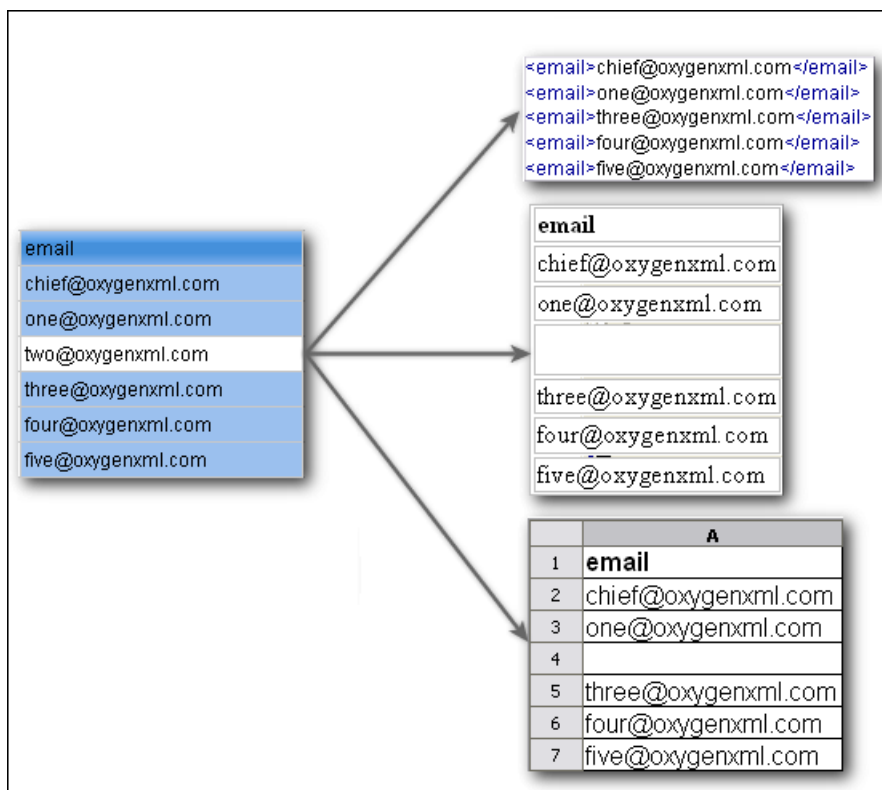 email
chief@oxygenxml.com
one@oxygenxml.com
two@oxygenxml.com
three@oxygenxml.com
four@oxygenxml.com
five@oxygenxml.com
<email>chief@oxygenxml.com</email>
<email>one@oxygenxml.com</email>
<email>three@oxygenxml.com</email>
<email>four@oxygenxml.com</email>
<email>five@oxygenxml.com</email>
email
chief@oxygenxml.com
one@oxygenxml.com
three@oxygenxml.com
four@oxygenxml.com
five@oxygenxml.com
A
1 email
2 chief@oxygenxml.com
3 one@oxygenxml.com
4
5 three@oxygenxml.com
6 four@oxygenxml.com
7 five@oxygenxml.com